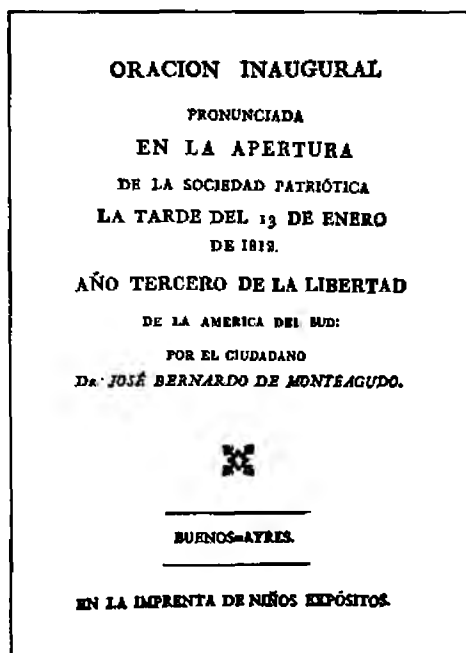 ORACION INAUGURAL
PRONUNCIADA
EN LA APERTURA
DE LA SOCIEDAD PATRIÓTICA
LA TARDE DEL 13 DE ENERO
DE 1812.
AÑO TERCERO DE LA LIBERTAD
DE LA AMERICA DEL SUD:
POR EL CIUDADANO
DR. JOSÉ BERNARDO DE MONTEAGUDO.
BUENOS=AYRES.
EN LA IMPRENTA DE NIÑOS EXPÓSITOS.